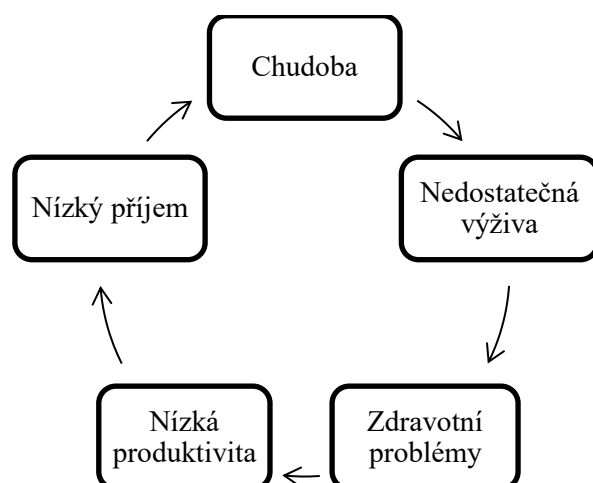 Chudoba
Nedostatečná
výživa
Zdravotní
problémy
Nízká
produktivita
Nízký příjem